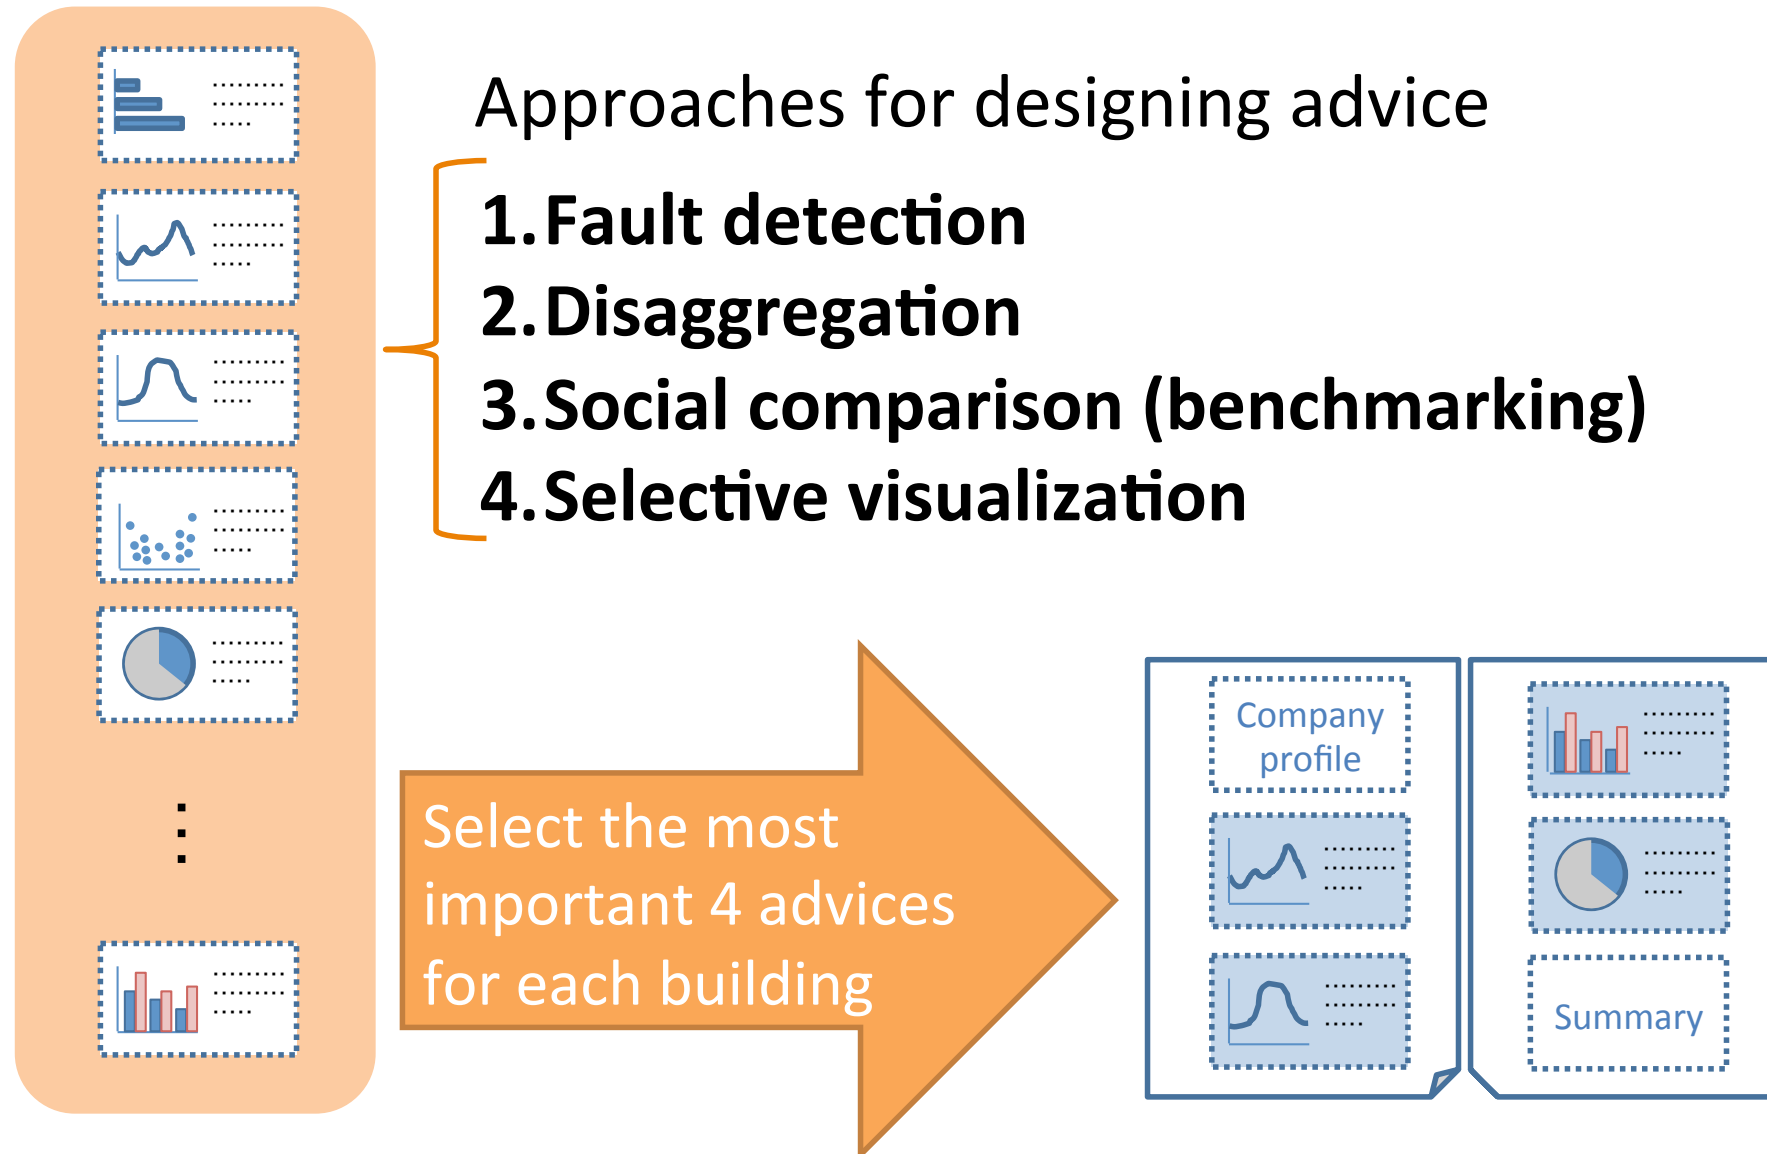 Approaches for designing advice
1. Fault detection
2. Disaggregation
3. Social comparison (benchmarking)
4. Selective visualization
Select the most
important 4 advices
for each building
Company
profile
Summary